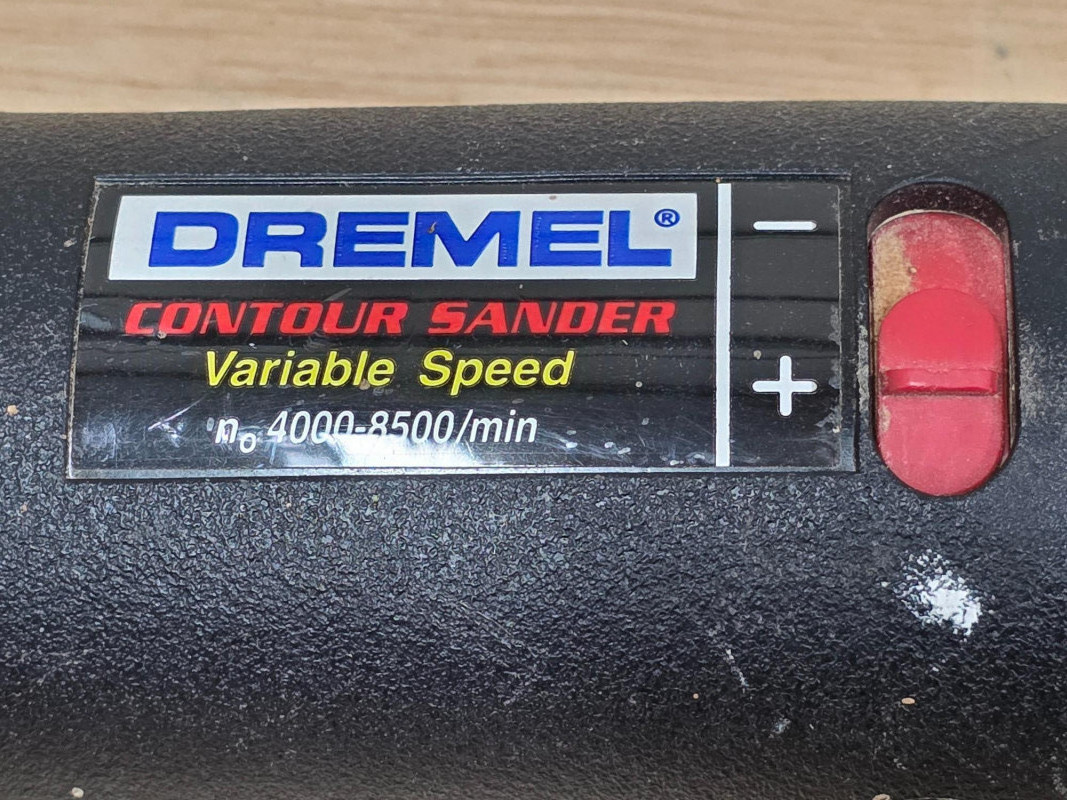 DREMEL®
CONTOUR SANDER
Variable Speed
n₀ 4000-8500/min
−
+